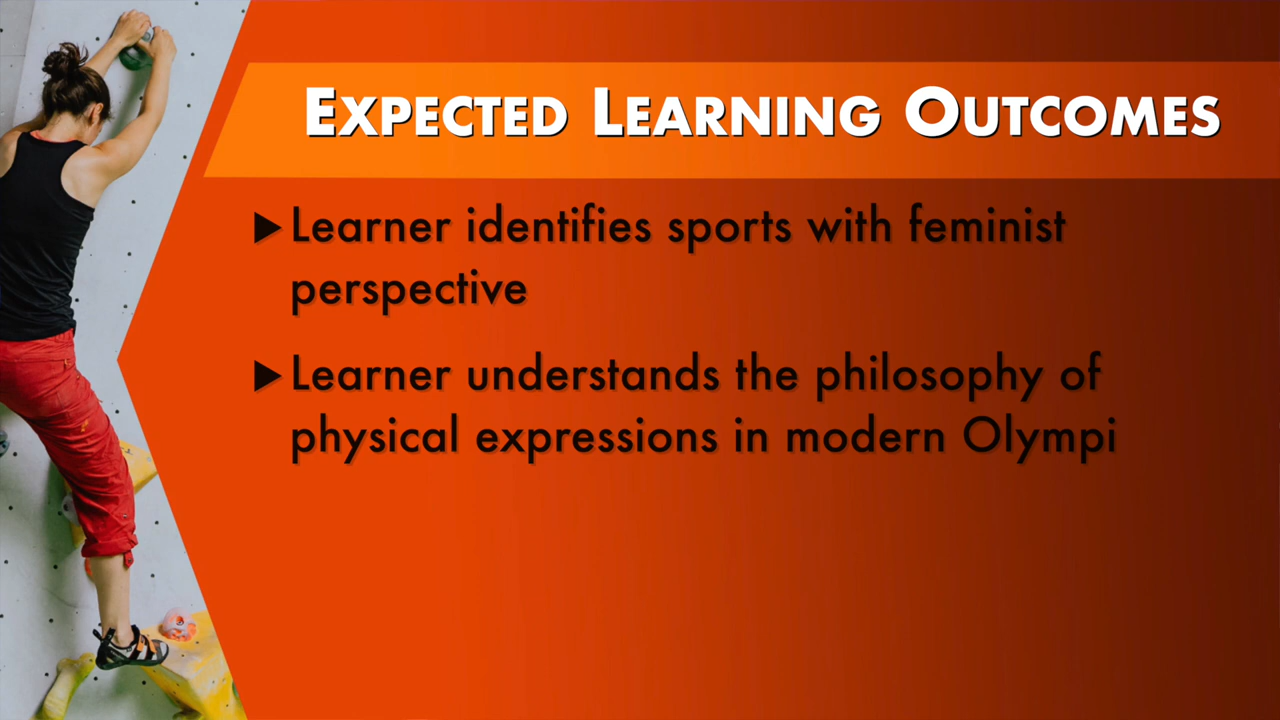 EXPECTED LEARNING OUTCOMES
▶Learner identifies sports with feminist
perspective
▶Learner understands the philosophy of
physical expressions in modern Olympi